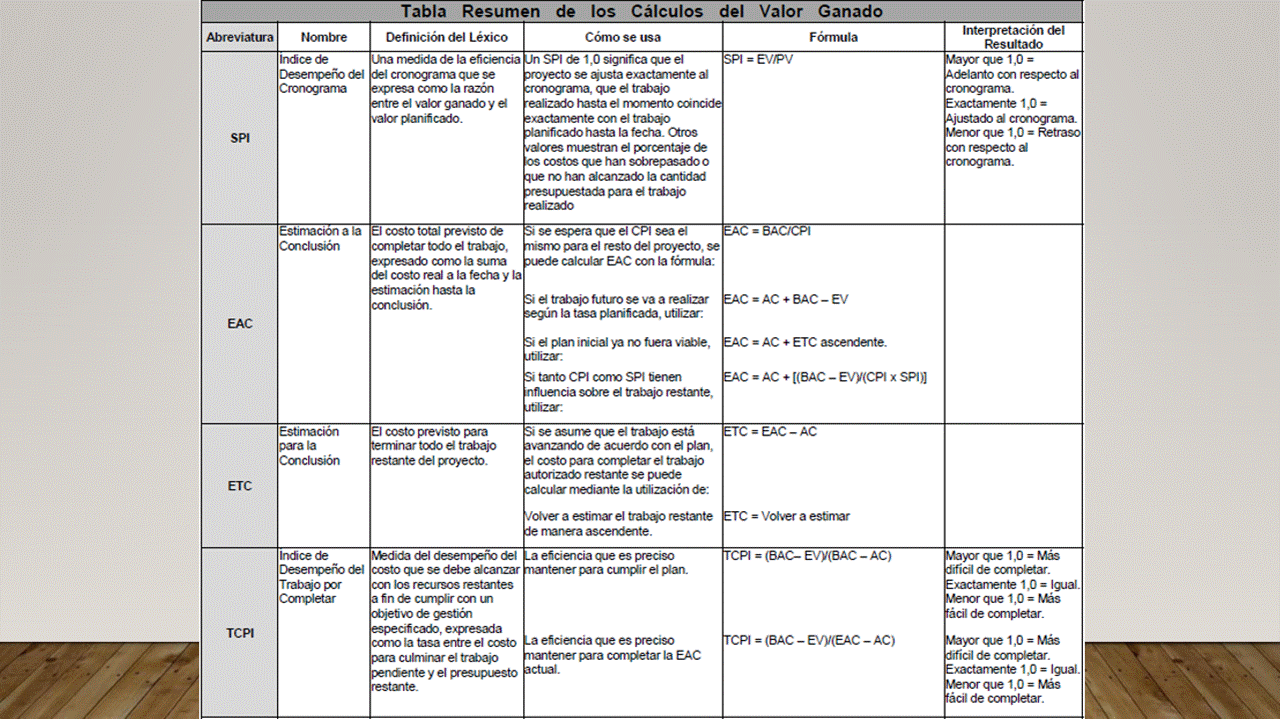 Tabla Resumen de los Cálculos del Valor Ganado
Abreviatura
Nombre
Definición del Léxico
Cómo se usa
Fórmula
Interpretación del
Resultado
SPI
Indice de
Desempeño del
Cronograma
Una medida de la eficiencia
del cronograma que se
expresa como la razón
entre el valor ganado y el
valor planificado.
Un SPI de 1,0 significa que el
proyecto se ajusta exactamente al
cronograma, que el trabajo
realizado hasta el momento coincide
exactamente con el trabajo
planificado hasta la fecha. Otros
valores muestran el porcentaje de
los costos que han sobrepasado o
que no han alcanzado la cantidad
presupuestada para el trabajo
realizado
SPI = EV/PV
Mayor que 1,0 =
Adelanto con respecto al
cronograma.
Exactamente 1,0 =
Ajustado al cronograma.
Menor que 1,0 = Retraso
con respecto al
cronograma.
EAC
Estimación a la
Conclusión
El costo total previsto de
completar todo el trabajo,
expresado como la suma
del costo real a la fecha y la
estimación hasta la
conclusión.
Si se espera que el CPI sea el
mismo para el resto del proyecto, se
puede calcular EAC con la fórmula:
EAC = BAC/CPI
Si el trabajo futuro se va a realizar
según la tasa planificada, utilizar:
EAC = AC + BAC – EV
Si el plan inicial ya no fuera viable,
utilizar:
EAC = AC + ETC ascendente.
Si tanto CPI como SPI tienen
influencia sobre el trabajo restante,
utilizar:
EAC = AC + [(BAC – EV)/(CPI x SPI)]
ETC
Estimación
para la
Conclusión
El costo previsto para
terminar todo el trabajo
restante del proyecto.
Si se asume que el trabajo está
avanzando de acuerdo con el plan,
el costo para completar el trabajo
autorizado restante se puede
calcular mediante la utilización de:
ETC = EAC – AC
Volver a estimar el trabajo restante
de manera ascendente.
ETC = Volver a estimar
TCPI
Indice de
Desempeño del
Trabajo por
Completar
Medida del desempeño del
costo que se debe alcanzar
con los recursos restantes
a fin de cumplir con un
objetivo de gestión
especificado, expresada
como la tasa entre el costo
para culminar el trabajo
pendiente y el presupuesto
restante.
La eficiencia que es preciso
mantener para cumplir el plan.
TCPI = (BAC– EV)/(BAC – AC)
Mayor que 1,0 = Más
difícil de completar.
Exactamente 1,0 = Igual.
Menor que 1,0 = Más
fácil de completar.
La eficiencia que es preciso
mantener para completar la EAC
actual.
TCPI = (BAC – EV)/(EAC – AC)
Mayor que 1,0 = Más
difícil de completar.
Exactamente 1,0 = Igual.
Menor que 1,0 = Más
fácil de completar.